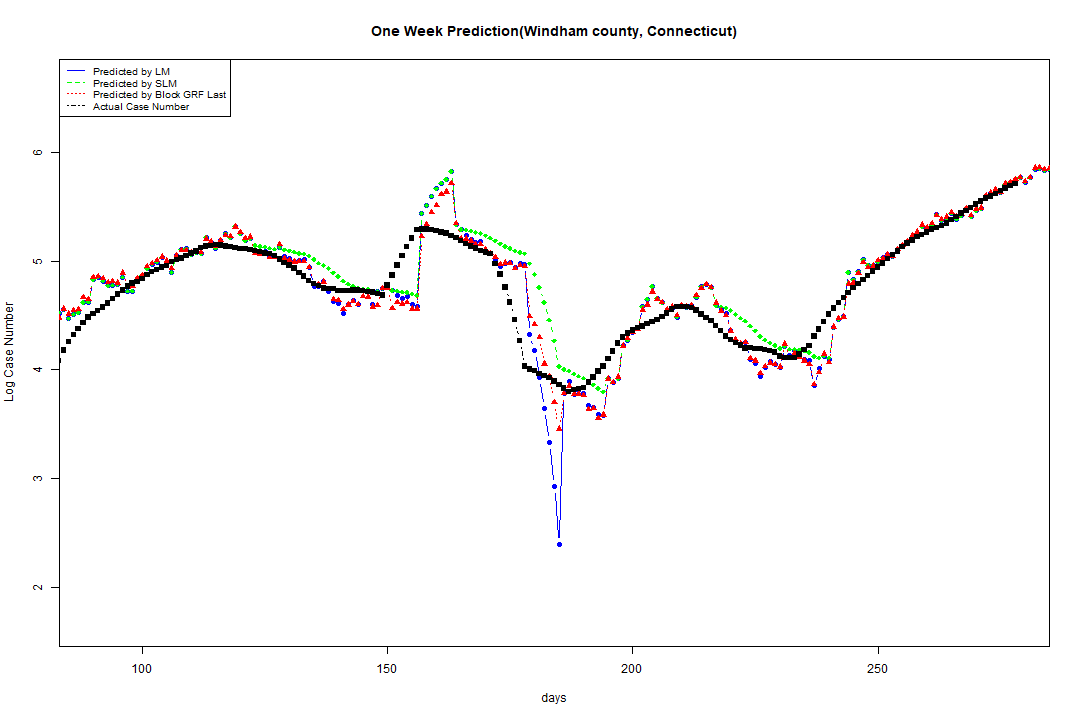 One Week Prediction(Windham county, Connecticut)
Predicted by LM
Predicted by SLM
Predicted by Block GRF Last
Actual Case Number
6
5
4
3
2
Log Case Number
100 150 200 250
days